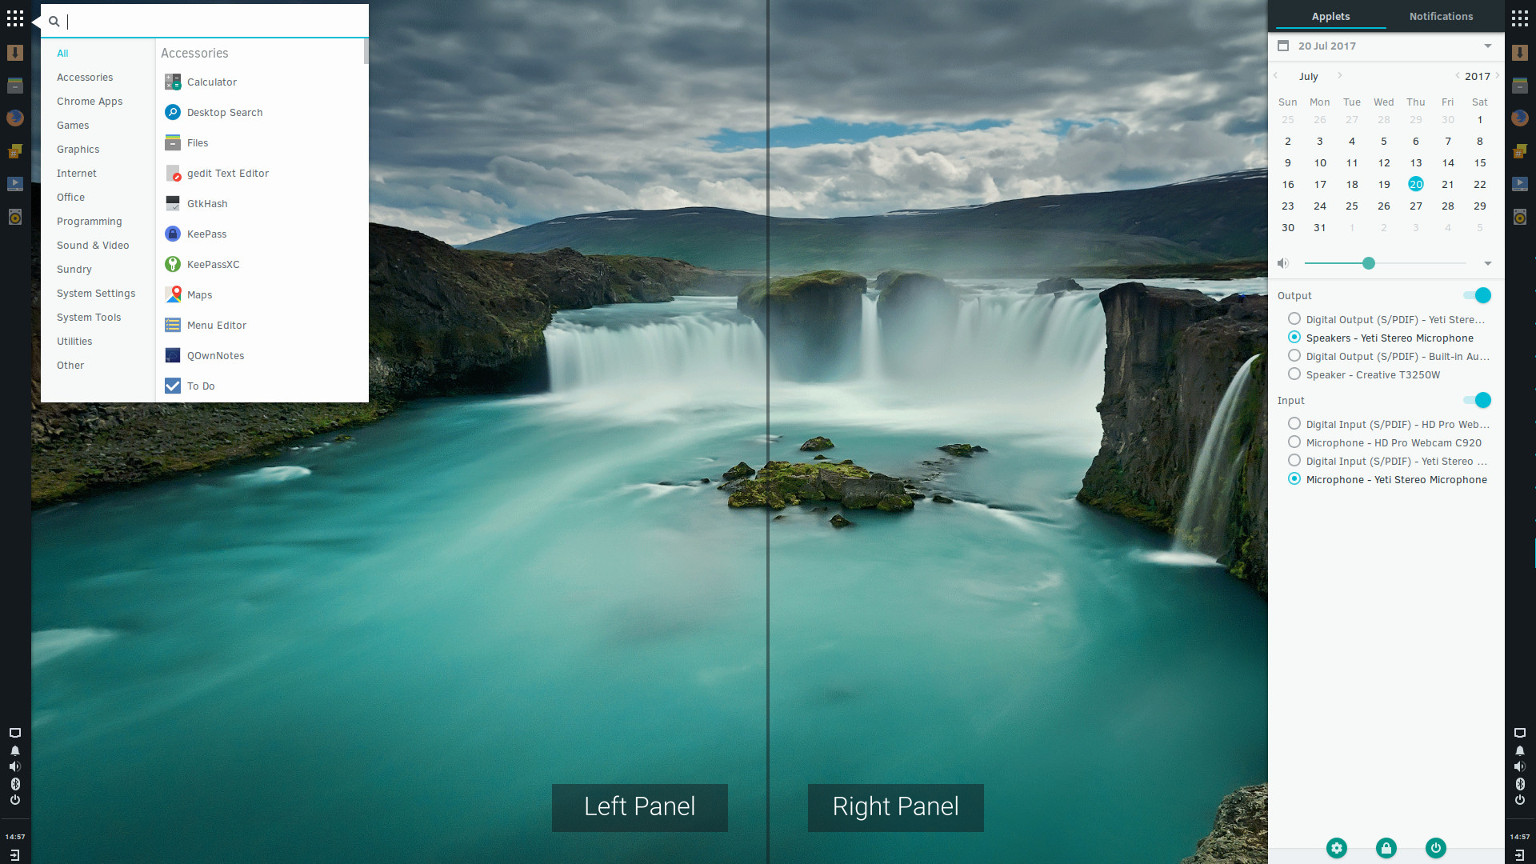 All
Accessories
Chrome Apps
Games
Graphics
Internet
Office
Programming
Sound & Video
Sundry
System Settings
System Tools
Utilities
Other
Accessories
Calculator
Desktop Search
Files
gedit Text Editor
GtkHash
KeePass
KeePassXC
Maps
Menu Editor
QOwnNotes
To Do
14:57
Left Panel
Right Panel
Applets Notifications
20 Jul 2017
July 2017
Sun Mon Tue Wed Thu Fri Sat
25 26 27 28 29 30 1
2 3 4 5 6 7 8
9 10 11 12 13 14 15
16 17 18 19 20 21 22
23 24 25 26 27 28 29
30 31 1 2 3 4 5
Output
Digital Output (S/PDIF) - Yeti Stere...
Speakers - Yeti Stereo Microphone
Digital Output (S/PDIF) - Built-in Au...
Speaker - Creative T3250W
Input
Digital Input (S/PDIF) - HD Pro Web...
Microphone - HD Pro Webcam C920
Digital Input (S/PDIF) - Yeti Stereo ...
Microphone - Yeti Stereo Microphone
14:57